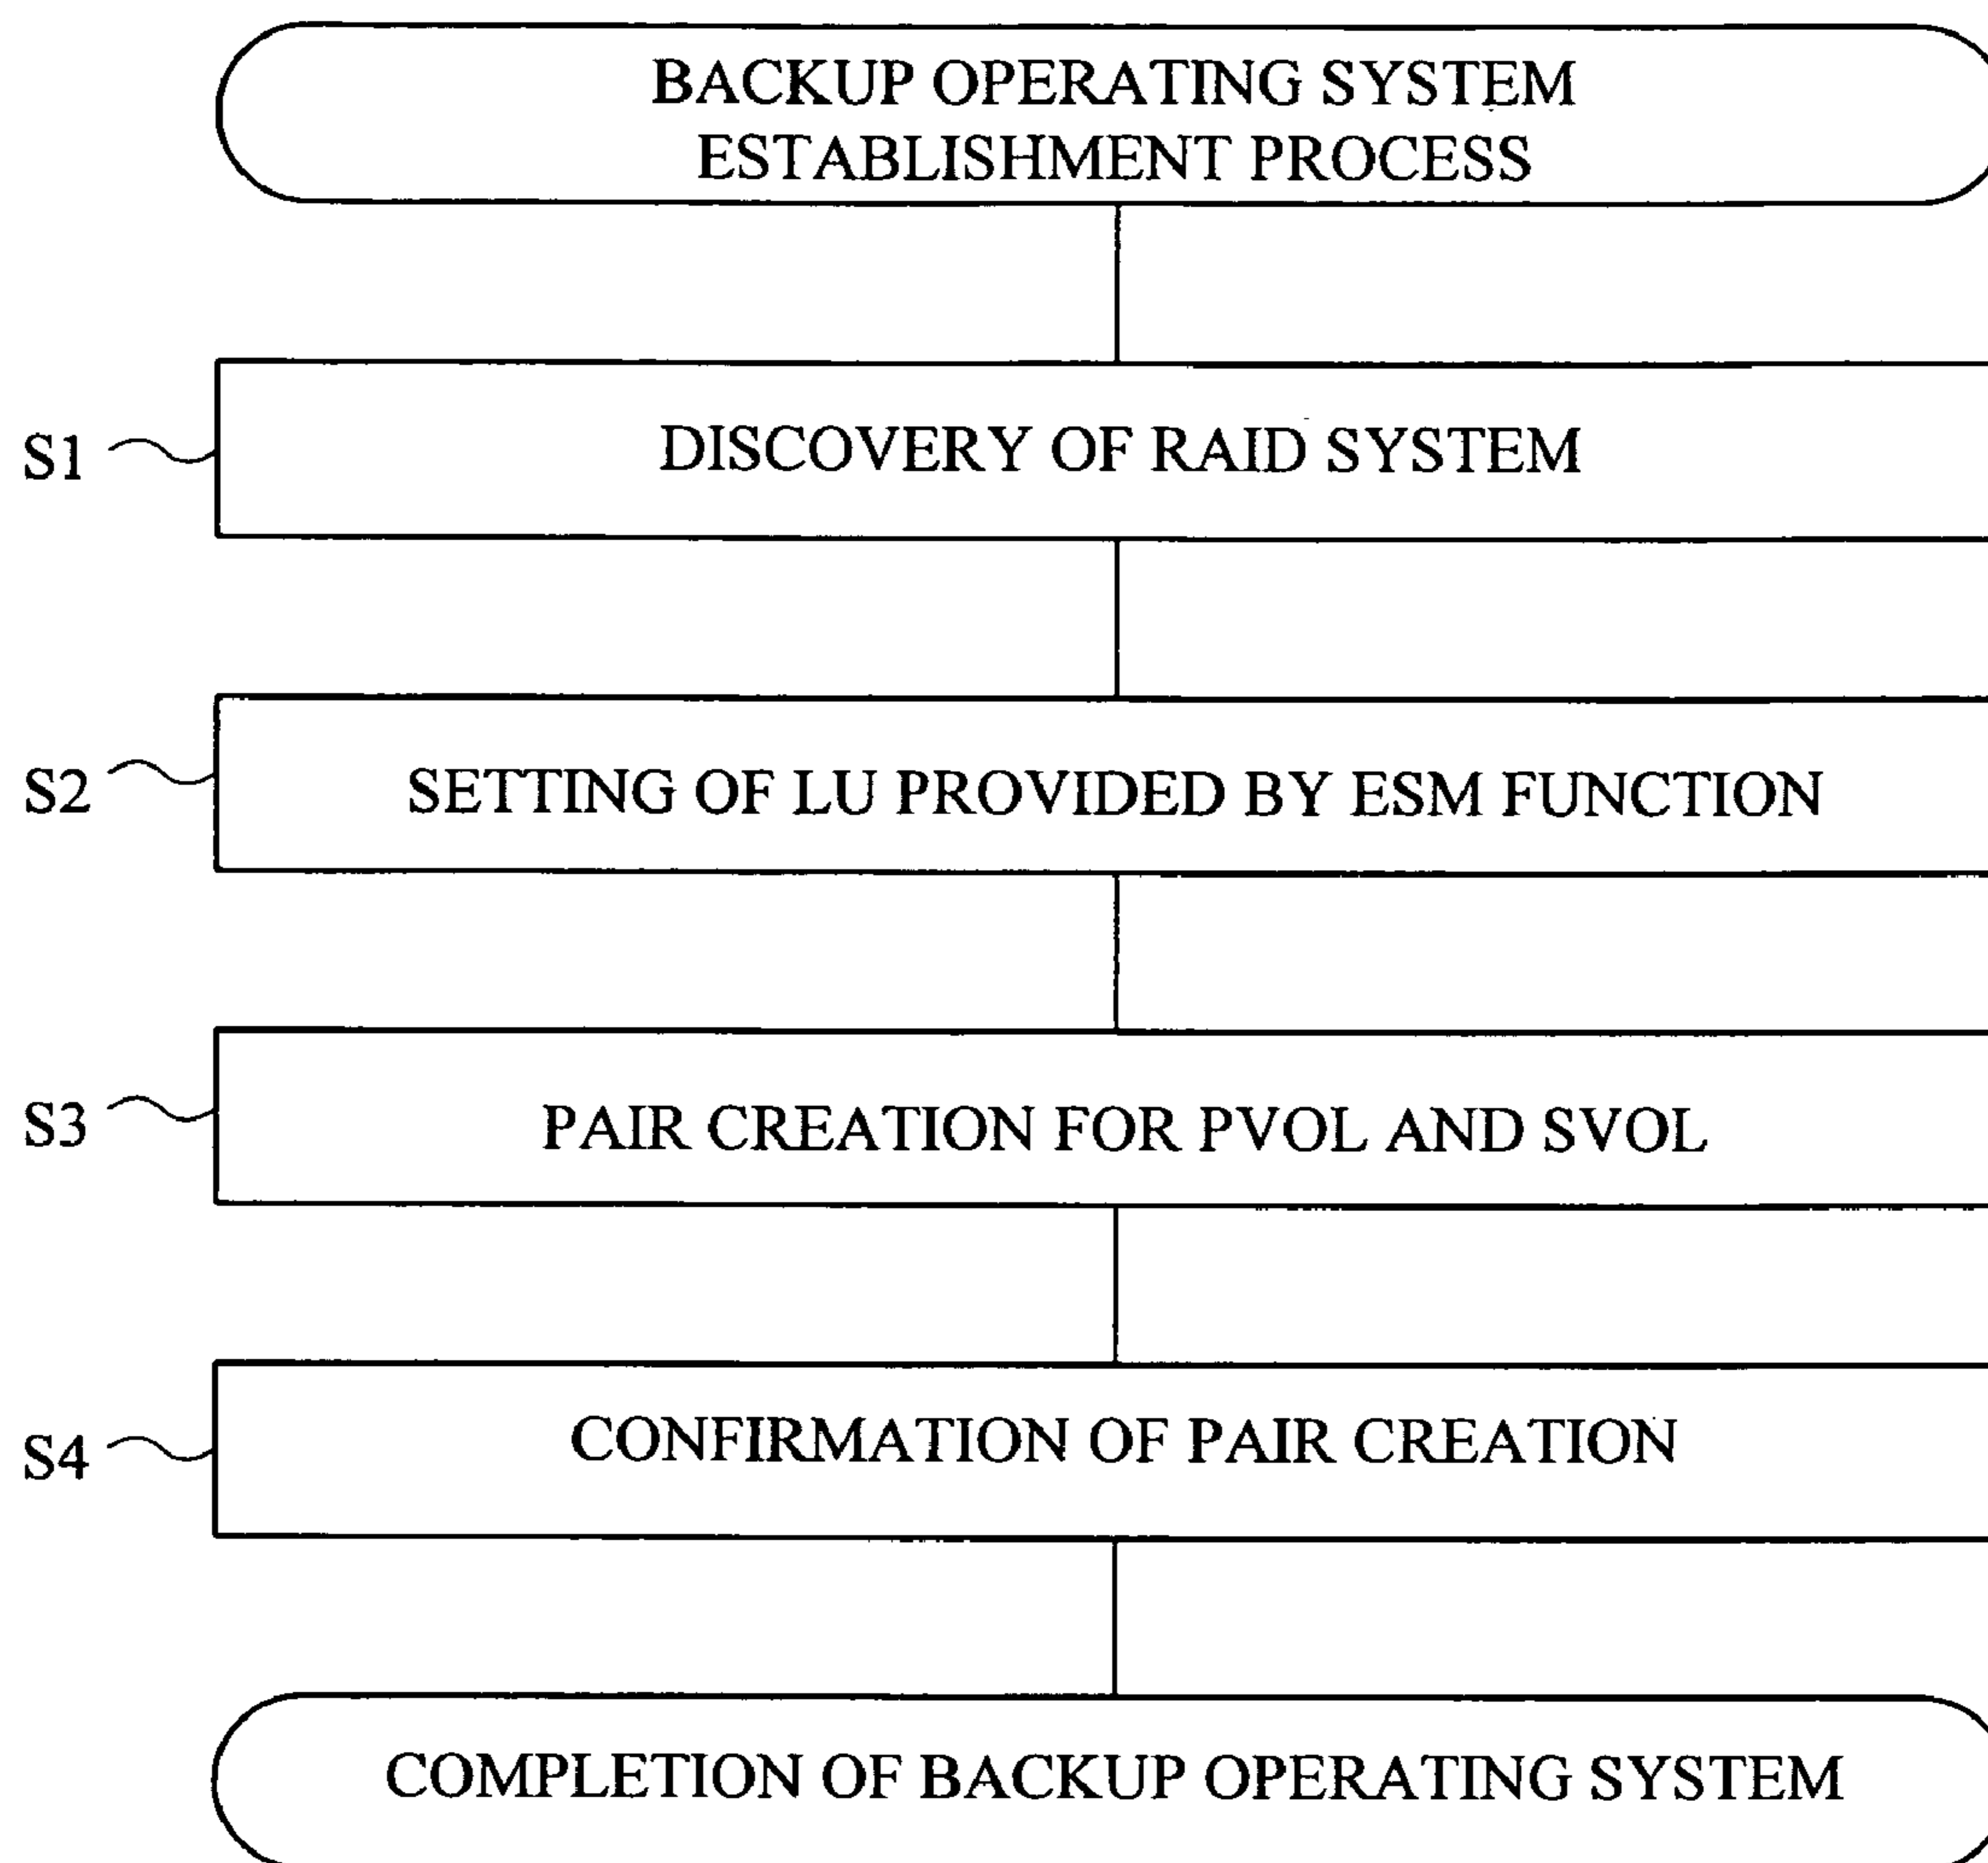 BACKUP OPERATING SYSTEM
ESTABLISHMENT PROCESS
S1
DISCOVERY OF RAID SYSTEM
S2
SETTING OF LU PROVIDED BY ESM FUNCTION
S3
PAIR CREATION FOR PVOL AND SVOL
S4
CONFIRMATION OF PAIR CREATION
COMPLETION OF BACKUP OPERATING SYSTEM